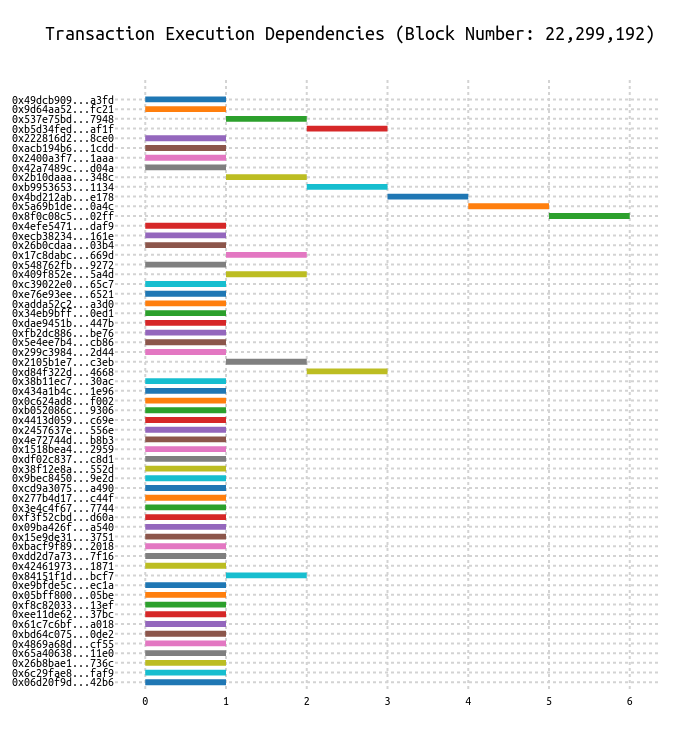 Transaction Execution Dependencies (Block Number: 22,299,192)
0x49dcb909...a3fd
0x9d64aa52...fc21
0x537e75bd...7948
0xb5d34fed...af1f
0x222816d2...8ce0
0xacb194b6...1cdd
0x2400a3f7...1aaa
0x42a7489c...d04a
0x2b10daaa...348c
0xb9953653...1134
0x4bd212ab...e178
0x5a69b1de...0a4c
0x8f0c08c5...02ff
0x4efe5471...daf9
0xecb38234...161e
0x26b0cdaa...03b4
0x17c8dabc...669d
0x548762fb...9272
0x409f852e...5a4d
0xc39022e0...65c7
0xe76e93ee...6521
0xadda52c2...a3d0
0x34eb9bff...0ed1
0xdae9451b...447b
0xfb2dc886...be76
0x5e4ee7b4...cb86
0x299c3984...2d44
0x2105b1e7...c3eb
0xd84f322d...4668
0x38b11ec7...30ac
0x434a1b4c...1e96
0x0c624ad8...f002
0xb052086c...9306
0x4413d059...c69e
0x2457637e...556e
0x4e72744d...b8b3
0x1518bea4...2959
0xdf02c837...c8d1
0x38f12e8a...552d
0x9bec8450...9e2d
0xcd9a3075...a490
0x277b4d17...c44f
0x3e4c4f67...7744
0xf3f52cbd...d60a
0x09ba426f...a540
0x15e9de31...3751
0xbacf9f89...2018
0xdd2d7a73...7f16
0x42461973...1871
0x84151f1d...bcf7
0xe9bfde5c...ec1a
0x05bff800...05be
0xf8c82033...13ef
0xee11de62...37bc
0x61c7c6bf...a018
0xbd64c075...0de2
0x4869a68d...cf55
0x65a40638...11e0
0x26b8bae1...736c
0x6c29fae8...faf9
0x06d20f9d...42b6
0 1 2 3 4 5 6